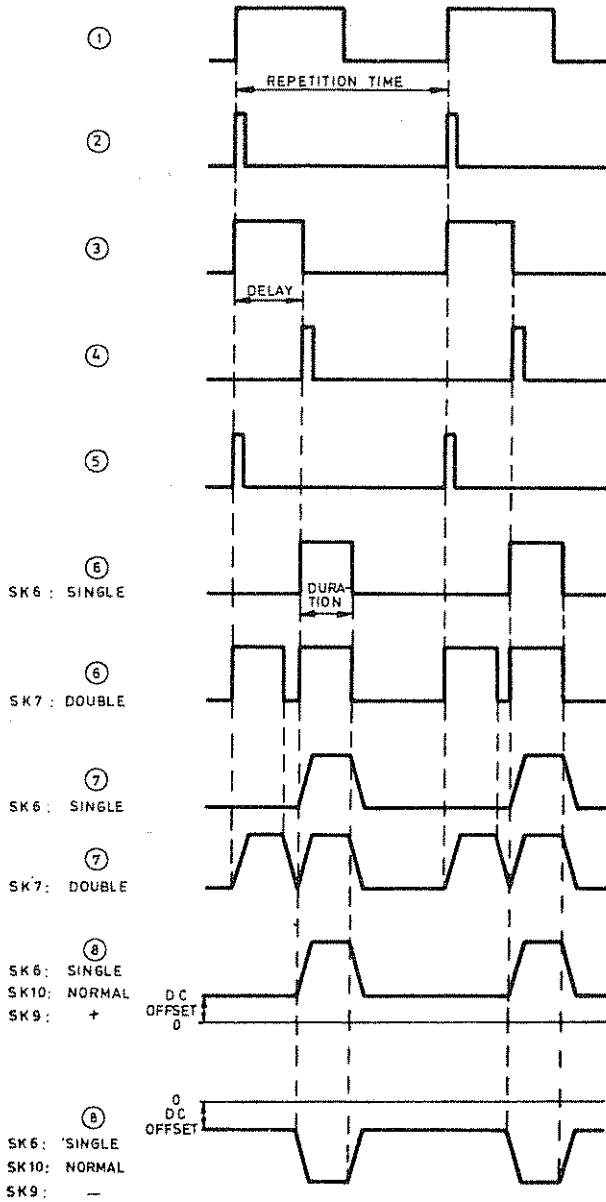 1
REPETITION TIME
2
3
DELAY
4
5
6
SK6: SINGLE
DURA-
TION
6
SK7: DOUBLE
7
SK6: SINGLE
7
SK7: DOUBLE
8
SK6: SINGLE
SK10: NORMAL
SK9: +
DC
OFFSET
0
0
DC
OFFSET
8
SK6: SINGLE
SK10: NORMAL
SK9: —